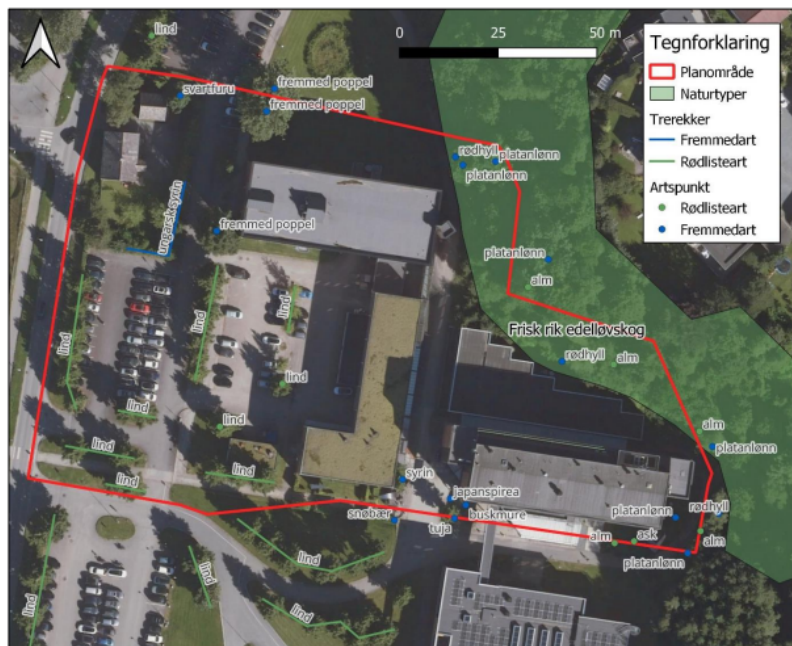 lind
0
25
50 m
Tegnforklaring
Planområde
Naturtyper
Trerekker
Fremmedart
Rødlisteart
Artspunkt
Rødlisteart
Fremmedart
fremmed poppel
svartfuru
fremmed poppel
rødhyll
platanlønn
platanlønn
ungarsk syrin
fremmed poppel
platanlønn
alm
lind
lind
lind
Frisk rik edelløvskog
rødhyll
alm
lind
lind
lind
lind
alm
platanlønn
lind
lind
syrin
japanspirea
snøbær
tuja
buskmure
platanlønn
rødhyll
alm
ask
alm
platanlønn
lind
lind
lind
lind